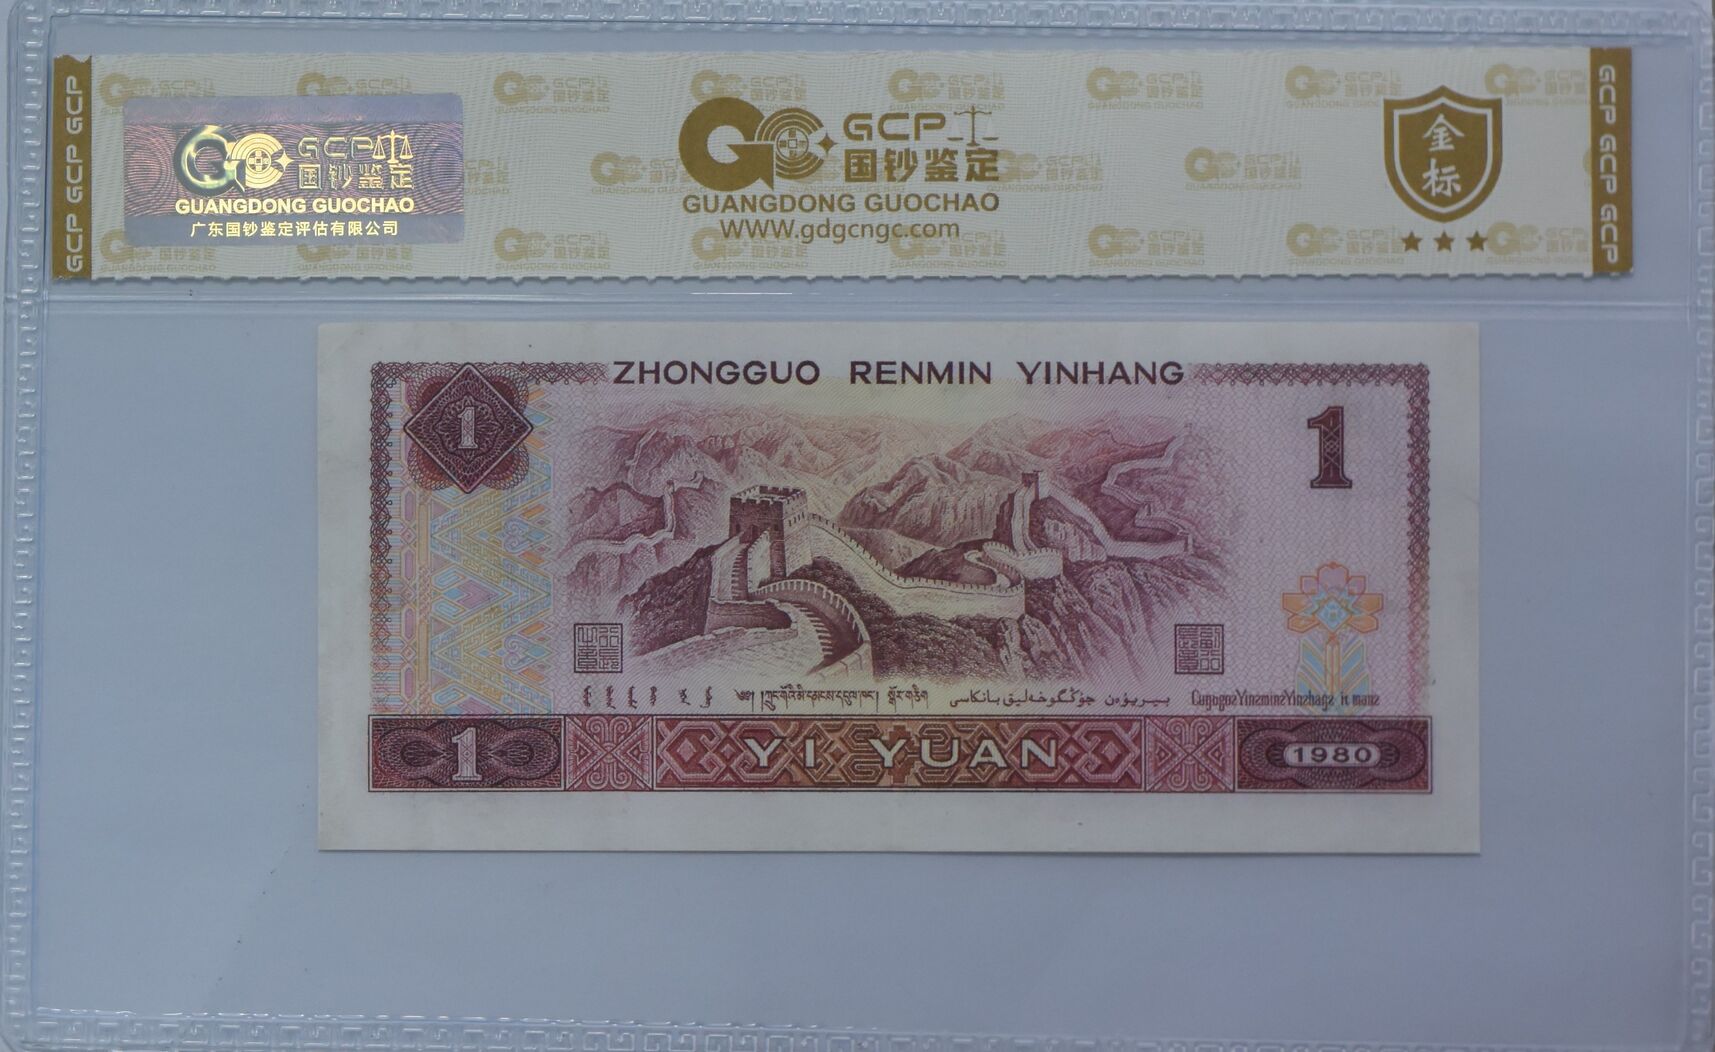 GCP GCP GCP
GCP
国钞鉴定
GUANGDONG GUOCHAO
广东国钞鉴定评估有限公司
GCP
国钞鉴定
GUANGDONG GUOCHAO
WWW.gdgcngc.com
金标
GCP GCP GCP
ZHONGGUO RENMIN YINHANG
1
1
YI YUAN
1
1980